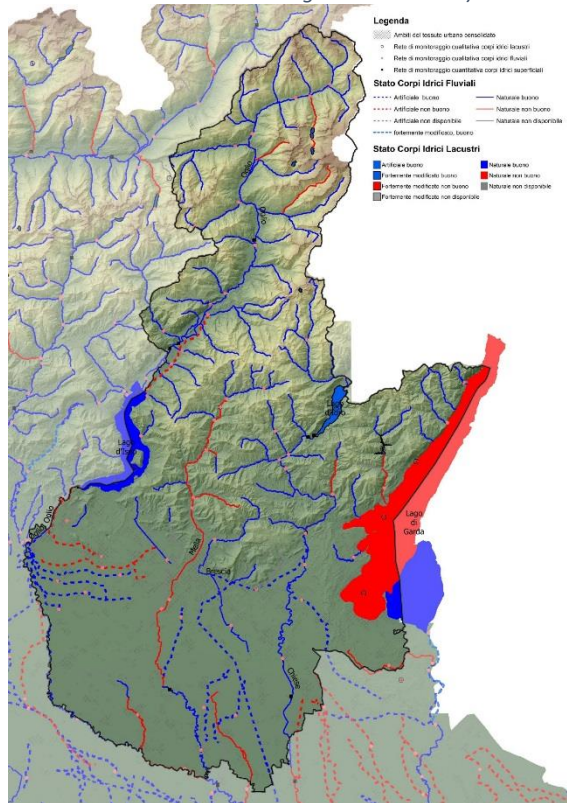 Legenda
Ambiti del tessuto urbano consolidato
Rete di monitoraggio qualitativa corpi idrici lacustri
Rete di monitoraggio qualitativa corpi idrici fluviali
Rete di monitoraggio quantitativa corpi idrici superficiali
Stato Corpi Idrici Fluviali
Artificiale buono
Naturale buono
Artificiale non buono
Naturale non buono
Artificiale non disponibile
Naturale non disponibile
fortemente modificato, buono
Stato Corpi Idrici Lacustri
Artificiale buono
Naturale buono
Fortemente modificato buono
Naturale non buono
Fortemente modificato non buono
Naturale non disponibile
Fortemente modificato non disponibile
Oglio
Oglio
Lago
d'Iseo
Lago
di
Garda
Oglio
Mella
Brescia
Chiese